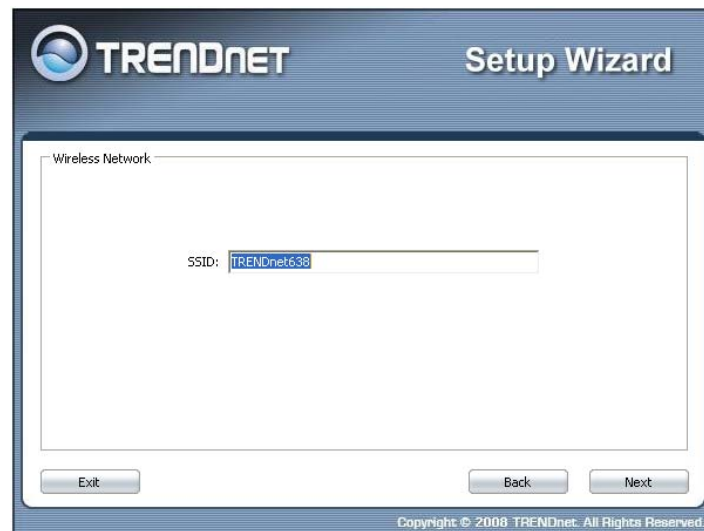 TRENDnet
Setup Wizard
Wireless Network
SSID: TRENDnet638
Exit
Back
Next
Copyright © 2008 TRENDnet. All Rights Reserved.